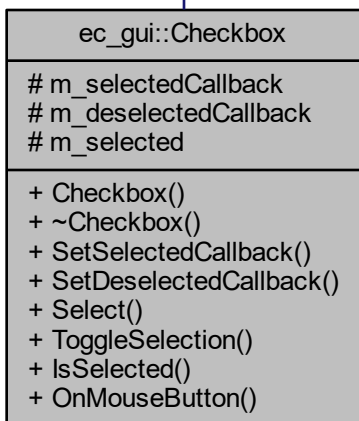 ec_gui::Checkbox
# m_selectedCallback
# m_deselectedCallback
# m_selected
+ Checkbox()
+ ~Checkbox()
+ SetSelectedCallback()
+ SetDeselectedCallback()
+ Select()
+ ToggleSelection()
+ IsSelected()
+ OnMouseButton()